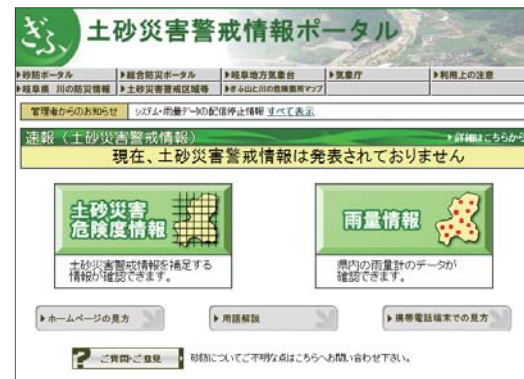 ぎふ 土砂災害警戒情報ポータル
▶砂防ポータル ▶総合防災ポータル ▶岐阜地方気象台 ▶気象庁 ▶利用上の注意
▶岐阜県 川の防災情報 ▶土砂災害警戒区域等 ▶ぎふ山と川の危険箇所マップ
管理者からのお知らせ システム・雨量データの配信停止情報 すべて表示
速報（土砂災害警戒情報） ▶詳細はこちらから
現在、土砂災害警戒情報は発表されておりません
土砂災害
危険度情報
雨量情報
土砂災害警戒情報を補足する
情報が確認できます。
県内の雨量計のデータが
確認できます。
▶ホームページの見方 ▶用語解説 ▶携帯電話端末での見方
? ご質問・ご意見 砂防についてご不明な点はこちらへお問い合わせ下さい。